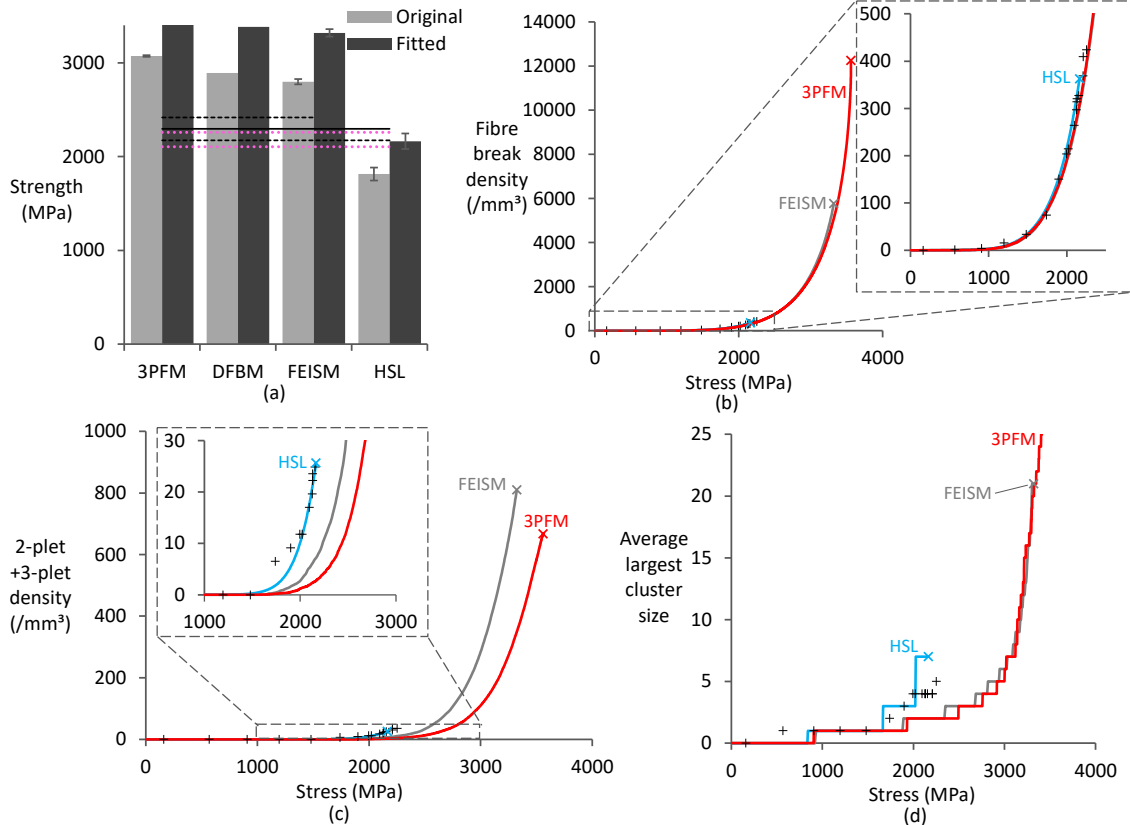 Original
Fitted
3000
2000
1000
0
Strength
(MPa)
3PFM
DFBM
FEISM
HSL
(a)
14000
12000
10000
8000
6000
4000
2000
0
Fibre
break
density
(/mm³)
3PFM
FEISM
0
2000
4000
Stress (MPa)
(b)
500
400
300
200
100
0
HSL
0
1000
2000
1000
800
600
400
200
0
2-plet
+3-plet
density
(/mm³)
30
20
10
0
HSL
1000
2000
3000
FEISM
3PFM
0
1000
2000
3000
4000
Stress (MPa)
(c)
25
20
15
10
5
0
Average
largest
cluster
size
3PFM
FEISM
HSL
0
1000
2000
3000
4000
Stress (MPa)
(d)